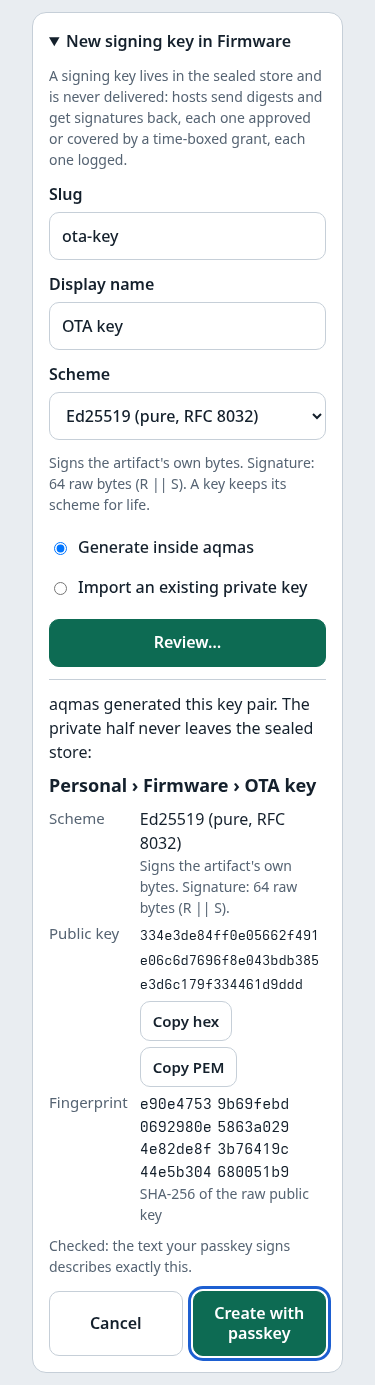 ▼ New signing key in Firmware
A signing key lives in the sealed store and
is never delivered: hosts send digests and
get signatures back, each one approved
or covered by a time-boxed grant, each
one logged.
Slug
ota-key
Display name
OTA key
Scheme
Ed25519 (pure, RFC 8032)
Signs the artifact's own bytes. Signature:
64 raw bytes (R || S). A key keeps its
scheme for life.
Generate inside aqmas
Import an existing private key
Review...
aqmas generated this key pair. The
private half never leaves the sealed
store:
Personal › Firmware › OTA key
Scheme
Ed25519 (pure, RFC
8032)
Signs the artifact's own
bytes. Signature: 64 raw
bytes (R || S).
Public key
334e3de84ff0e05662f491
e06c6d7696f8e043bdb385
e3d6c179f334461d9ddd
Copy hex
Copy PEM
Fingerprint
e90e4753 9b69febd
0692980e 5863a029
4e82de8f 3b76419c
44e5b304 680051b9
SHA-256 of the raw public
key
Checked: the text your passkey signs
describes exactly this.
Cancel
Create with
passkey